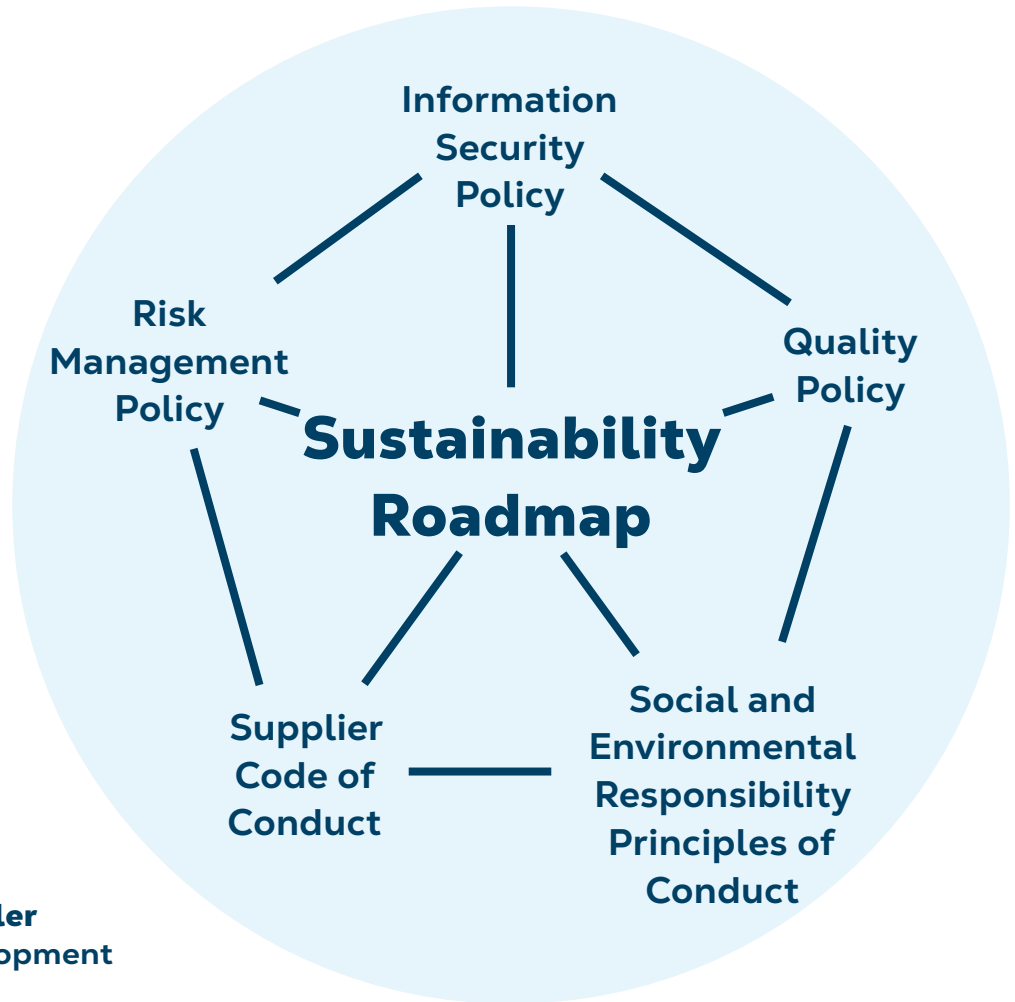 Information
Security
Policy
Risk
Management
Policy
Quality
Policy
Sustainability
Roadmap
Supplier
Code of
Conduct
Social and
Environmental
Responsibility
Principles of
Conduct